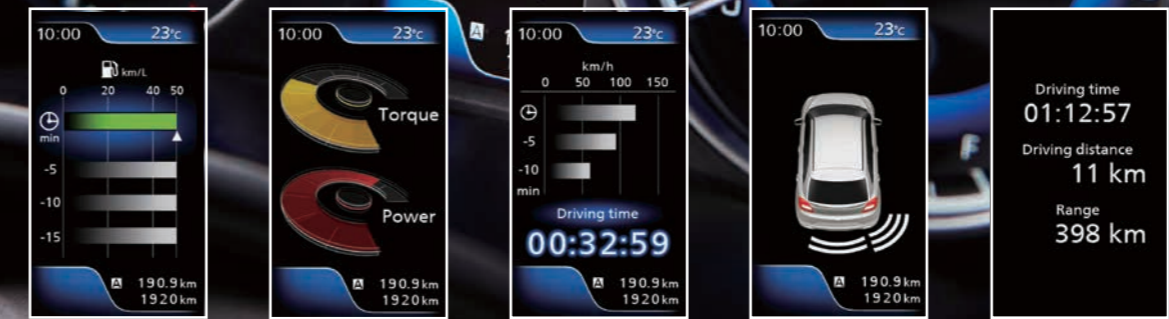 10:00 23°c
km/L
0 20 40 50
min
-5
-10
-15
A 190.9km
1920km
10:00 23°c
Torque
Power
A 190.9km
1920km
A
10:00 23°c
km/h
0 50 100 150
-5
-10
min
Driving time
00:32:59
A 190.9km
1920km
10:00 23°c
A 190.9km
1920km
F
Driving time
01:12:57
Driving distance
11 km
Range
398 km